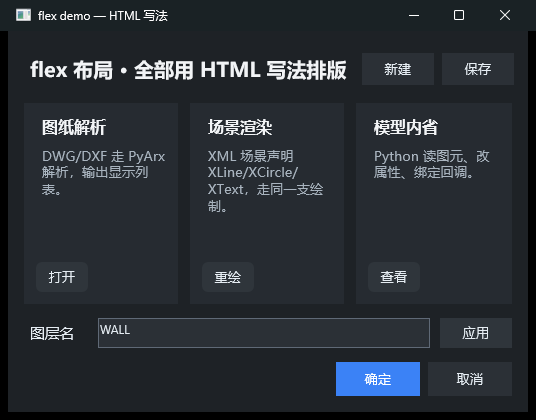 flex demo — HTML 写法
flex 布局 • 全部用 HTML 写法排版
新建
保存
图纸解析
DWG/DXF 走 PyArx
解析，输出显示列
表。
打开
场景渲染
XML 场景声明
XLine/XCircle/
XText，走同一支绘
制。
重绘
模型内省
Python 读图元、改
属性、绑定回调。
查看
图层名
WALL
应用
确定
取消